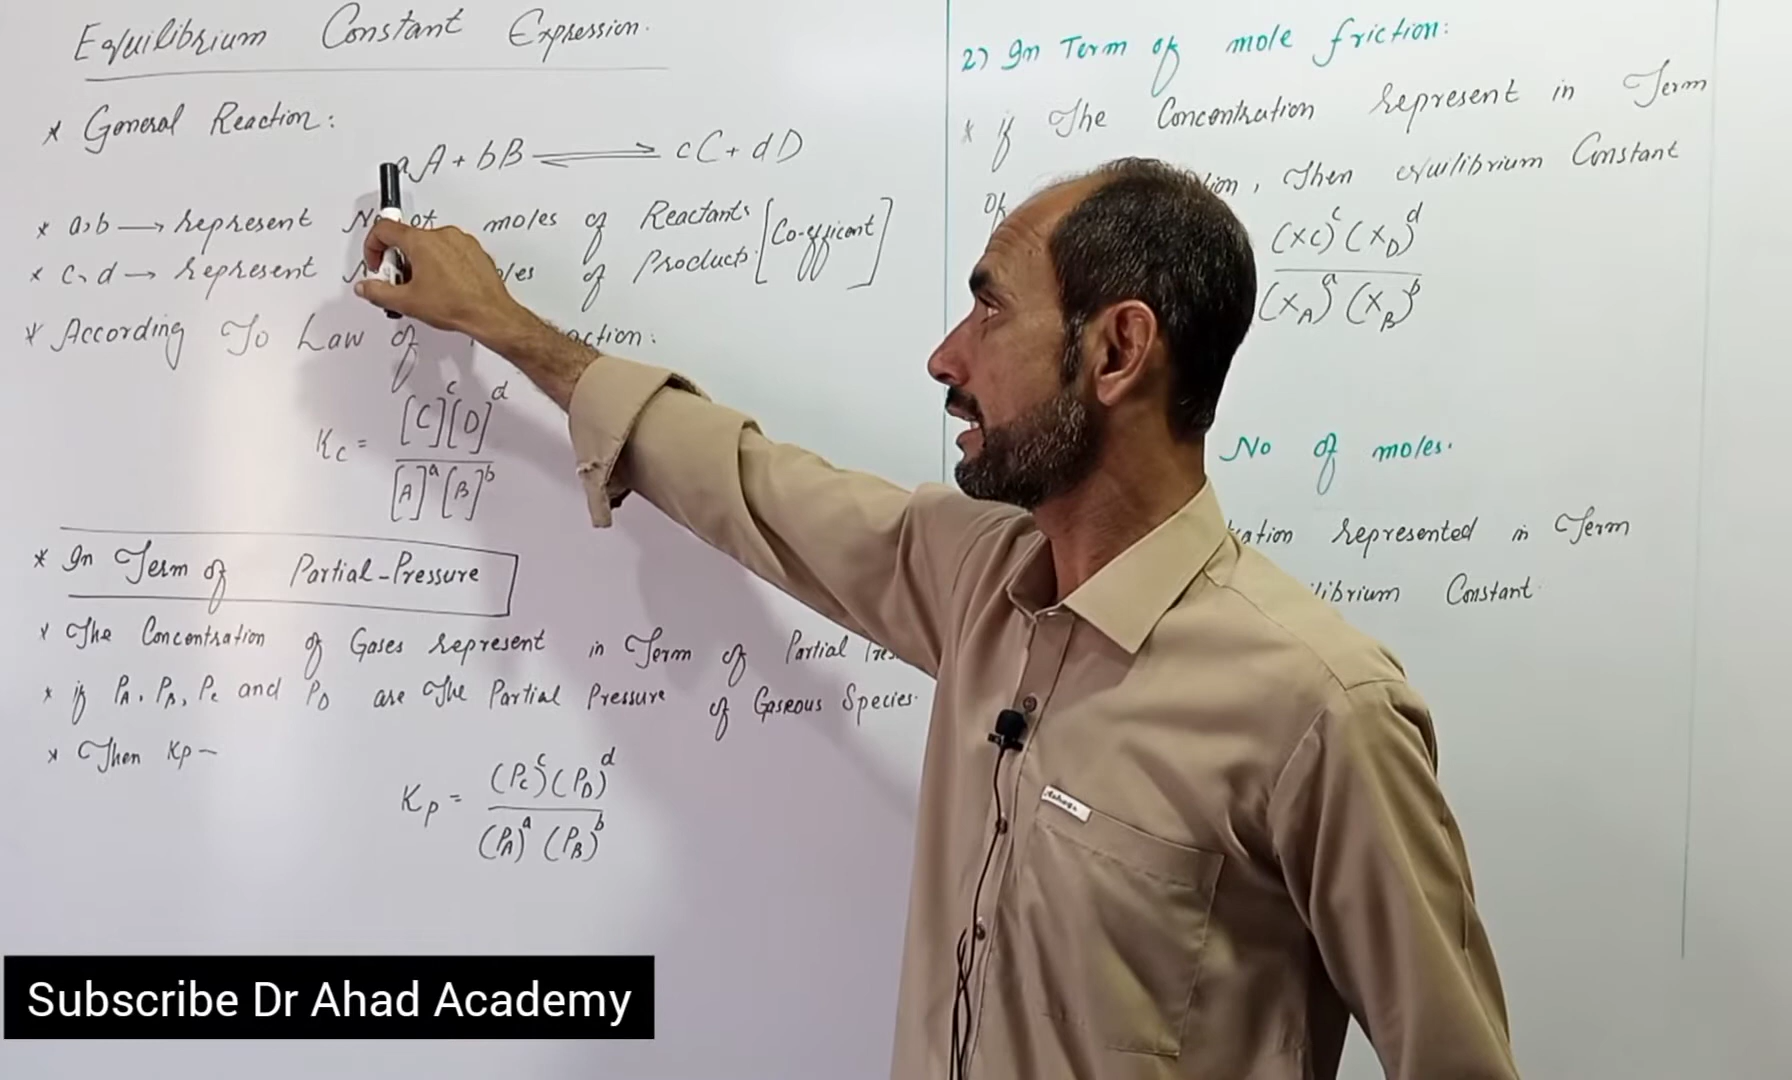 Equilibrium Constant Expression.
* General Reaction:
aA + bB ⇌ cC + dD
* a,b → represent No of moles of Reactants [Co-efficent]
* c,d → represent of Products.
* According To Law of action:
Kc = [C]^c [D]^d / [A]^a [B]^b
* In Term of Partial-Pressure
* The Concentration of Gases represent in Term of Partial
* if PA, PB, Pc and PD are The Partial Pressure of Gaseous Species.
* Then Kp -
Kp = (Pc)^c (PD)^d / (PA)^a (PB)^b
2) In Term of mole friction:
* if The Concentration represent in Term
Of , Then equilibrium Constant
(XC)^c (XD)^d / (XA)^a (XB)^b
No of moles.
represented in Term
Constant.
Subscribe Dr Ahad Academy